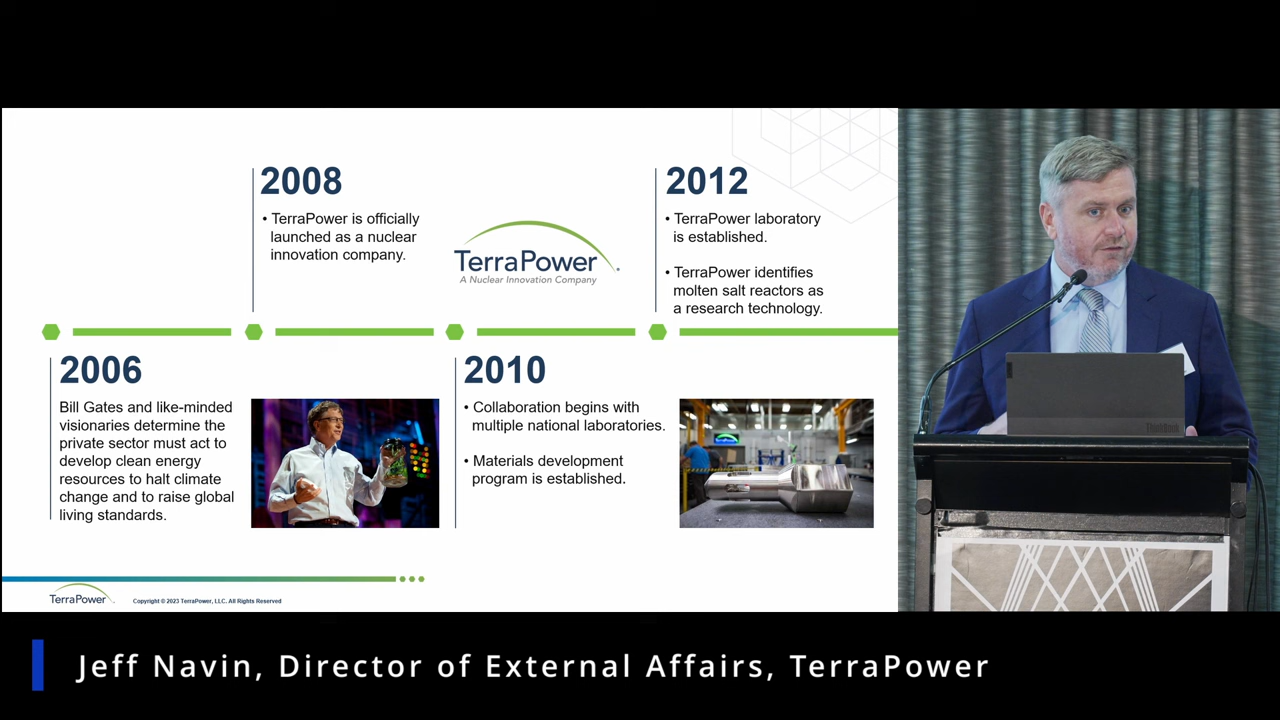 2008
• TerraPower is officially
launched as a nuclear
innovation company.
TerraPower
A Nuclear Innovation Company
2012
• TerraPower laboratory
is established.
• TerraPower identifies
molten salt reactors as
a research technology.
2006
Bill Gates and like-minded
visionaries determine the
private sector must act to
develop clean energy
resources to halt climate
change and to raise global
living standards.
2010
• Collaboration begins with
multiple national laboratories.
• Materials development
program is established.
TerraPower
Copyright © 2023 TerraPower, LLC. All Rights Reserved
ThinkBook
Jeff Navin, Director of External Affairs, TerraPower